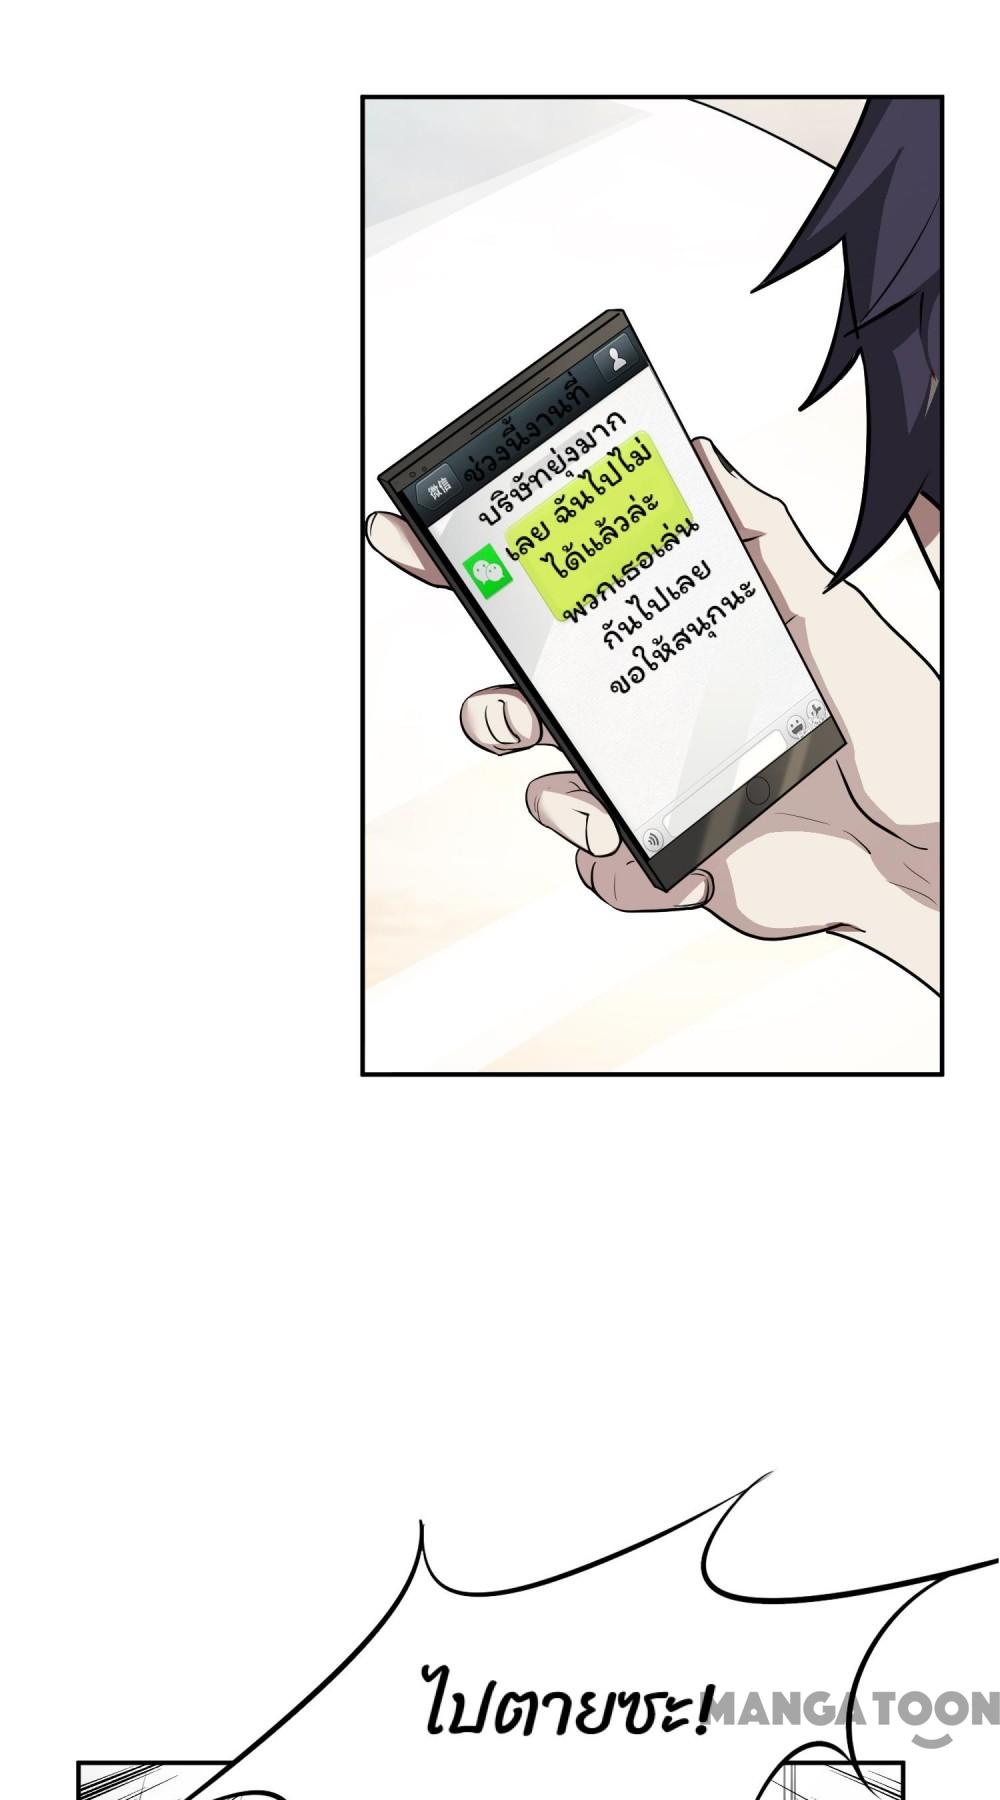 微信
ช่วงนี้งานที่
บริษัทยุ่งมาก
เลย ฉันไปไม่
ได้แล้วล่ะ
พวกเธอเล่น
กันไปเลย
ขอให้สนุกนะ
ไปตายซะ!
MANGATOON